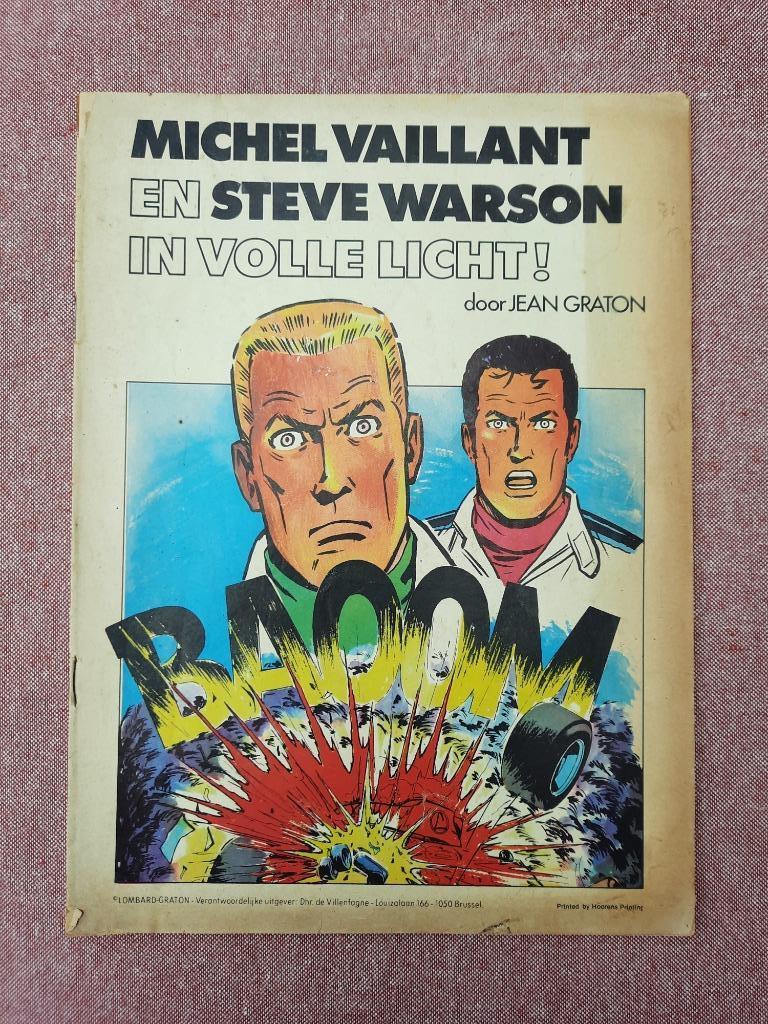 MICHEL VAILLANT
EN STEVE WARSON
IN VOLLE LICHT!
door JEAN GRATON
BAOOM
©LOMBARD-GRATON - Verantwoordelijke uitgever: Dhr. de Villenfagne - Louizalaan 166 - 1050 Brussel.
Printed by Hoorens Printing